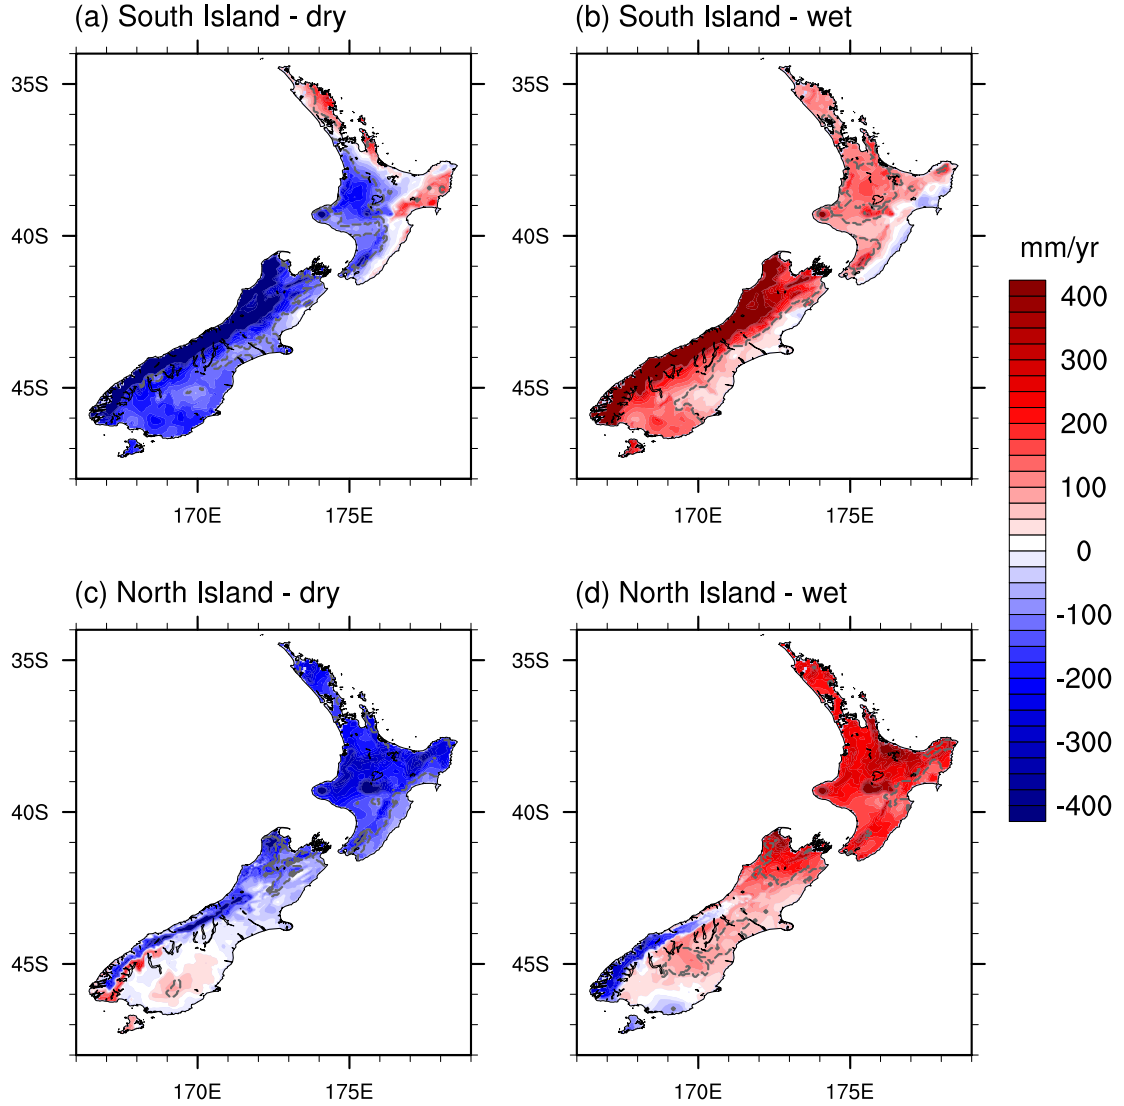 (a) South Island - dry
(b) South Island - wet
35S
35S
40S
40S
45S
45S
170E
175E
170E
175E
mm/yr
400
300
200
100
0
-100
-200
-300
-400
(c) North Island - dry
(d) North Island - wet
35S
35S
40S
40S
45S
45S
170E
175E
170E
175E